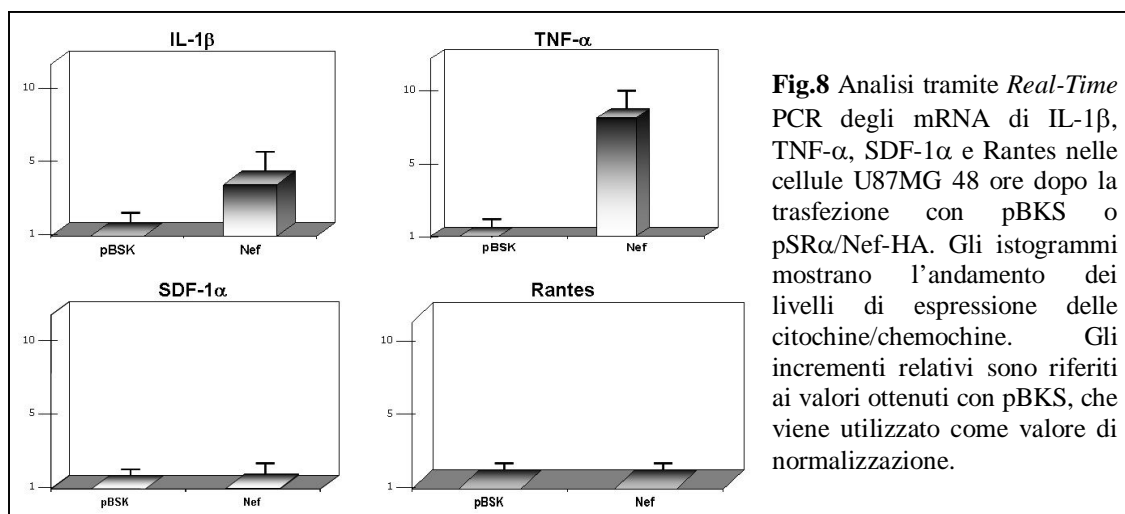 IL-1β
10
5
1
pBSK
Nef
TNF-α
10
5
1
pBSK
Nef
SDF-1α
10
5
1
pBSK
Nef
Rantes
10
5
1
pBSK
Nef
Fig.8 Analisi tramite Real-Time
PCR degli mRNA di IL-1β,
TNF-α, SDF-1α e Rantes nelle
cellule U87MG 48 ore dopo la
trasfezione con pBKS o
pSRα/Nef-HA. Gli istogrammi
mostrano l’andamento dei
livelli di espressione delle
citochine/chemochine. Gli
incrementi relativi sono riferiti
ai valori ottenuti con pBKS, che
viene utilizzato come valore di
normalizzazione.